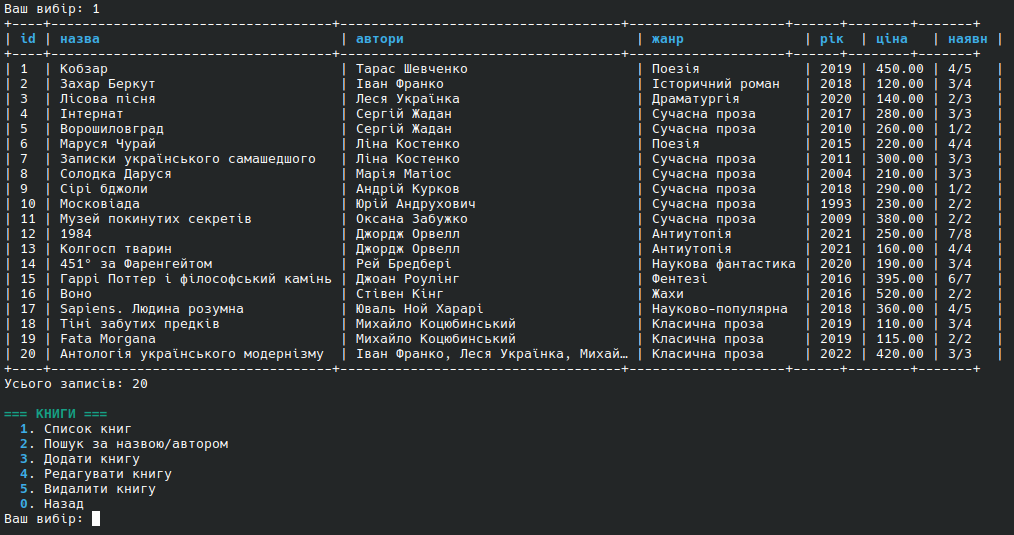 Ваш вибір: 1
+----+-----------------------------------+-----------------------------------+--------------------+------+--------+-------+
| id | назва | автори | жанр | рік | ціна | наявн |
+----+-----------------------------------+-----------------------------------+--------------------+------+--------+-------+
| 1 | Кобзар | Тарас Шевченко | Поезія | 2019 | 450.00 | 4/5 |
| 2 | Захар Беркут | Іван Франко | Історичний роман | 2018 | 120.00 | 3/4 |
| 3 | Лісова пісня | Леся Українка | Драматургія | 2020 | 140.00 | 2/3 |
| 4 | Інтернат | Сергій Жадан | Сучасна проза | 2017 | 280.00 | 3/3 |
| 5 | Ворошиловград | Сергій Жадан | Сучасна проза | 2010 | 260.00 | 1/2 |
| 6 | Маруся Чурай | Ліна Костенко | Поезія | 2015 | 220.00 | 4/4 |
| 7 | Записки українського самашедшого | Ліна Костенко | Сучасна проза | 2011 | 300.00 | 3/3 |
| 8 | Солодка Даруся | Марія Матіос | Сучасна проза | 2004 | 210.00 | 3/3 |
| 9 | Сірі бджоли | Андрій Курков | Сучасна проза | 2018 | 290.00 | 1/2 |
| 10 | Московіада | Юрій Андрухович | Сучасна проза | 1993 | 230.00 | 2/2 |
| 11 | Музей покинутих секретів | Оксана Забужко | Сучасна проза | 2009 | 380.00 | 2/2 |
| 12 | 1984 | Джордж Орвелл | Антиутопія | 2021 | 250.00 | 7/8 |
| 13 | Колгосп тварин | Джордж Орвелл | Антиутопія | 2021 | 160.00 | 4/4 |
| 14 | 451° за Фаренгейтом | Рей Бредбері | Наукова фантастика | 2020 | 190.00 | 3/4 |
| 15 | Гаррі Поттер і філософський камінь | Джоан Роулінг | Фентезі | 2016 | 395.00 | 6/7 |
| 16 | Воно | Стівен Кінг | Жахи | 2016 | 520.00 | 2/2 |
| 17 | Sapiens. Людина розумна | Юваль Ной Харарі | Науково-популярна | 2018 | 360.00 | 4/5 |
| 18 | Тіні забутих предків | Михайло Коцюбинський | Класична проза | 2019 | 110.00 | 3/4 |
| 19 | Fata Morgana | Михайло Коцюбинський | Класична проза | 2019 | 115.00 | 2/2 |
| 20 | Антологія українського модернізму | Іван Франко, Леся Українка, Михай… | Класична проза | 2022 | 420.00 | 3/3 |
+----+-----------------------------------+-----------------------------------+--------------------+------+--------+-------+
Усього записів: 20
=== КНИГИ ===
1. Список книг
2. Пошук за назвою/автором
3. Додати книгу
4. Редагувати книгу
5. Видалити книгу
0. Назад
Ваш вибір: